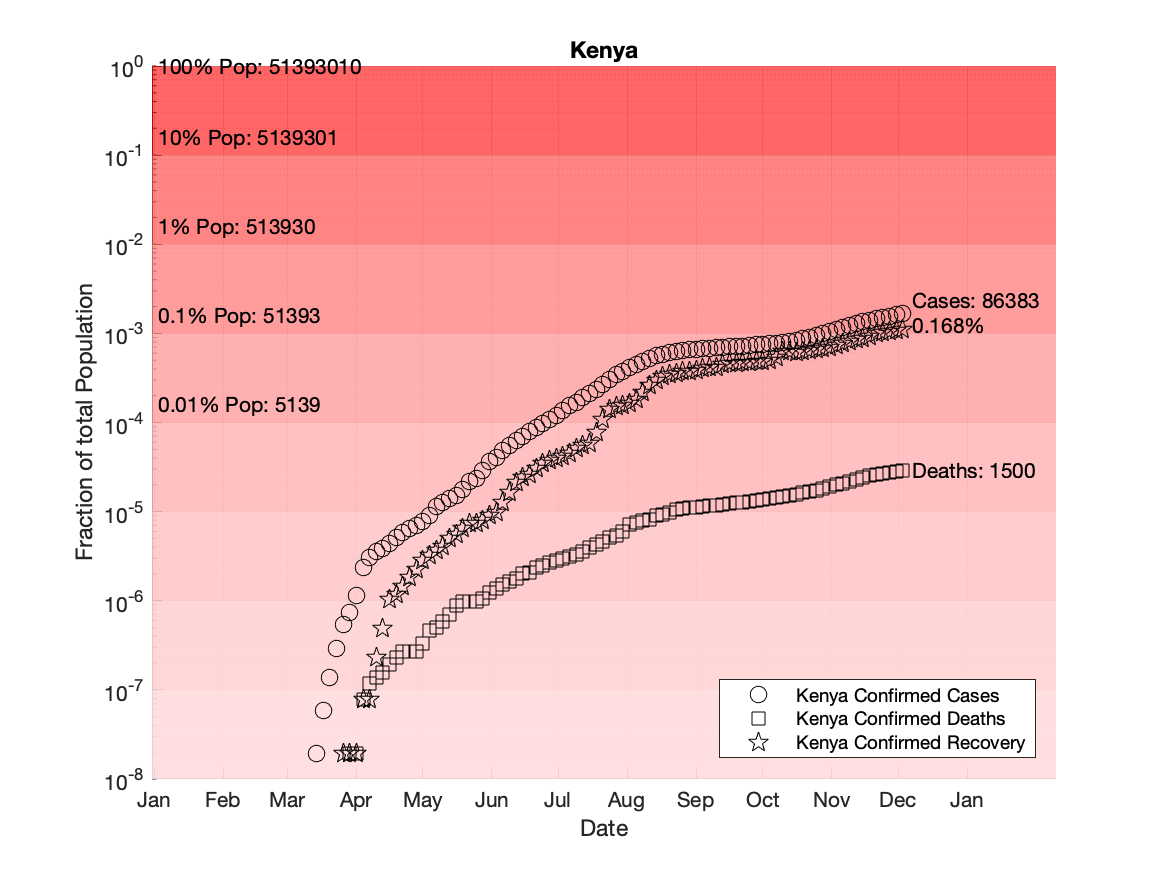 Kenya
10^0
100% Pop: 51393010
10% Pop: 5139301
10^-1
1% Pop: 513930
10^-2
Cases: 86383
0.1% Pop: 51393
0.168%
10^-3
0.01% Pop: 5139
10^-4
Deaths: 1500
10^-5
10^-6
10^-7
10^-8
Fraction of total Population
Kenya Confirmed Cases
Kenya Confirmed Deaths
Kenya Confirmed Recovery
Jan Feb Mar Apr May Jun Jul Aug Sep Oct Nov Dec Jan
Date